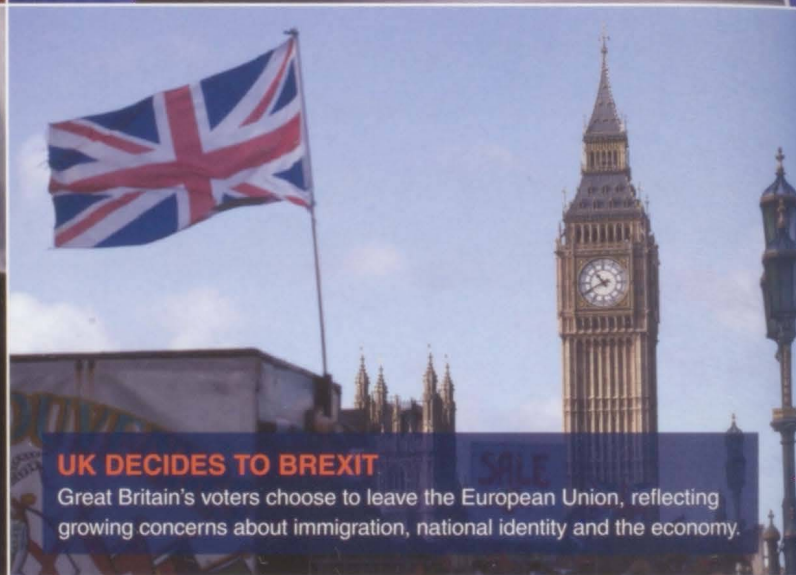 UK DECIDES TO BREXIT
Great Britain's voters choose to leave the European Union, reflecting
growing concerns about immigration, national identity and the economy.
SALE